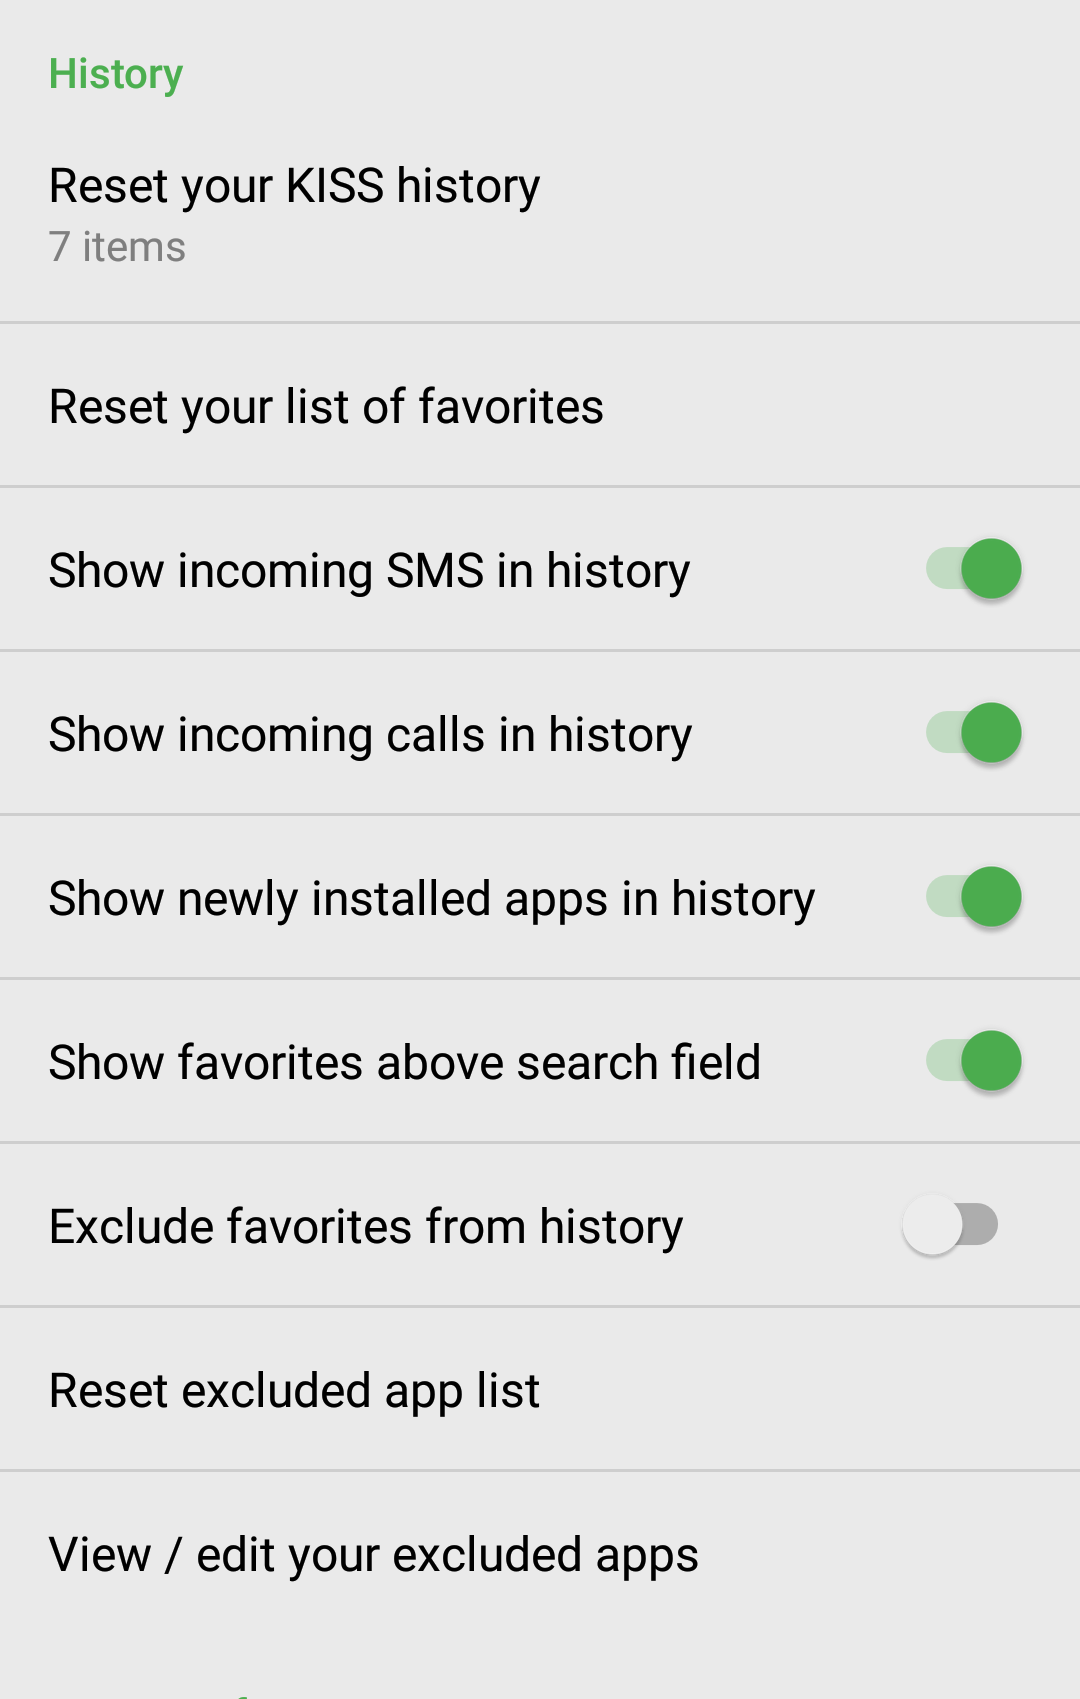 History
Reset your KISS history
7 items
Reset your list of favorites
Show incoming SMS in history
Show incoming calls in history
Show newly installed apps in history
Show favorites above search field
Exclude favorites from history
Reset excluded app list
View / edit your excluded apps